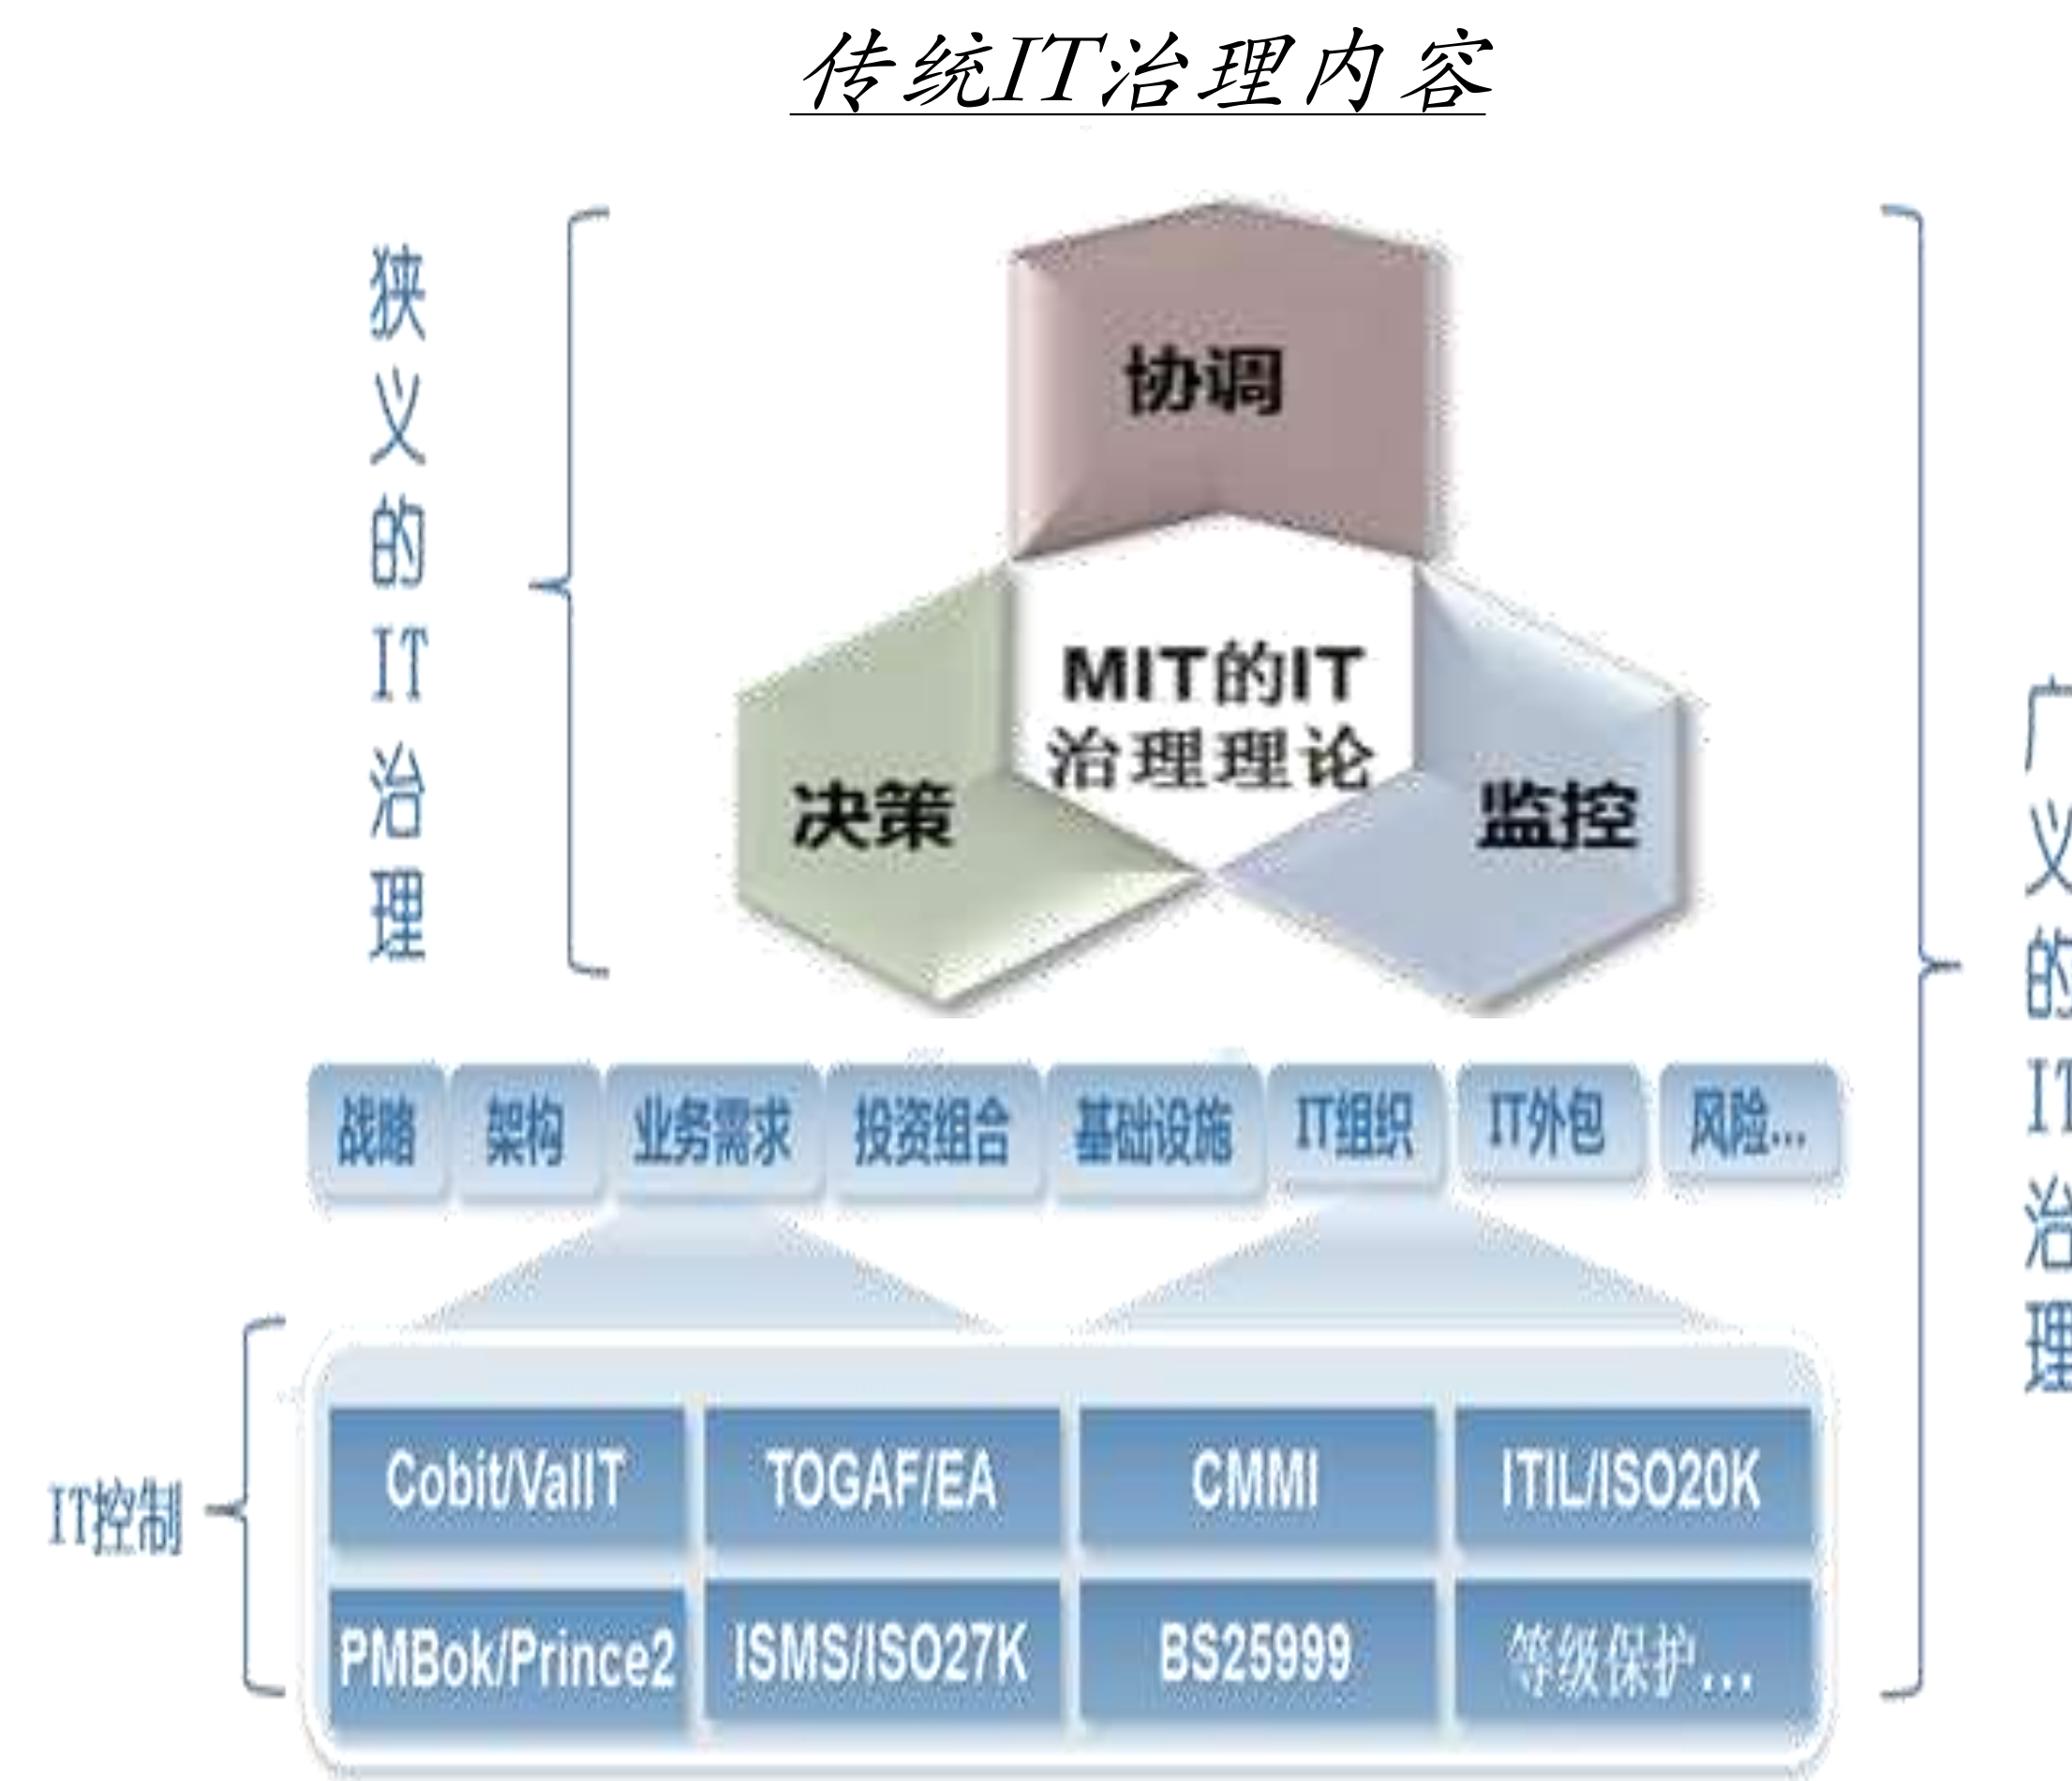 传统IT治理内容
狭义的IT治理
协调
MIT的IT
治理理论
决策
监控
广义的IT治理
战略
架构
业务需求
投资组合
基础设施
IT组织
IT外包
风险...
IT控制
Cobit/ValIT
TOGAF/EA
CMMI
ITIL/ISO20K
PMBok/Prince2
ISMS/ISO27K
BS25999
等级保护...